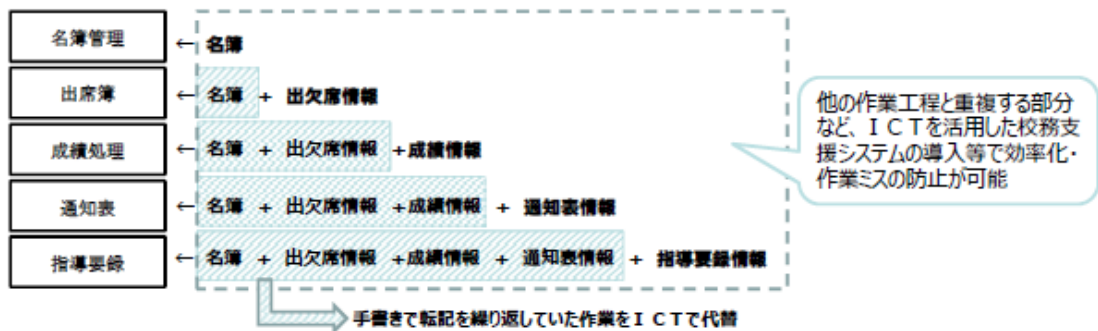 名簿管理 ← 名簿
出席簿 ← 名簿 + 出欠席情報
成績処理 ← 名簿 + 出欠席情報 +成績情報
通知表 ← 名簿 + 出欠席情報 +成績情報 + 通知表情報
指導要録 ← 名簿 + 出欠席情報 +成績情報 + 通知表情報 + 指導要録情報
他の作業工程と重複する部分
など、ＩＣＴを活用した校務支
援システムの導入等で効率化・
作業ミスの防止が可能
手書きで転記を繰り返していた作業をＩＣＴで代替